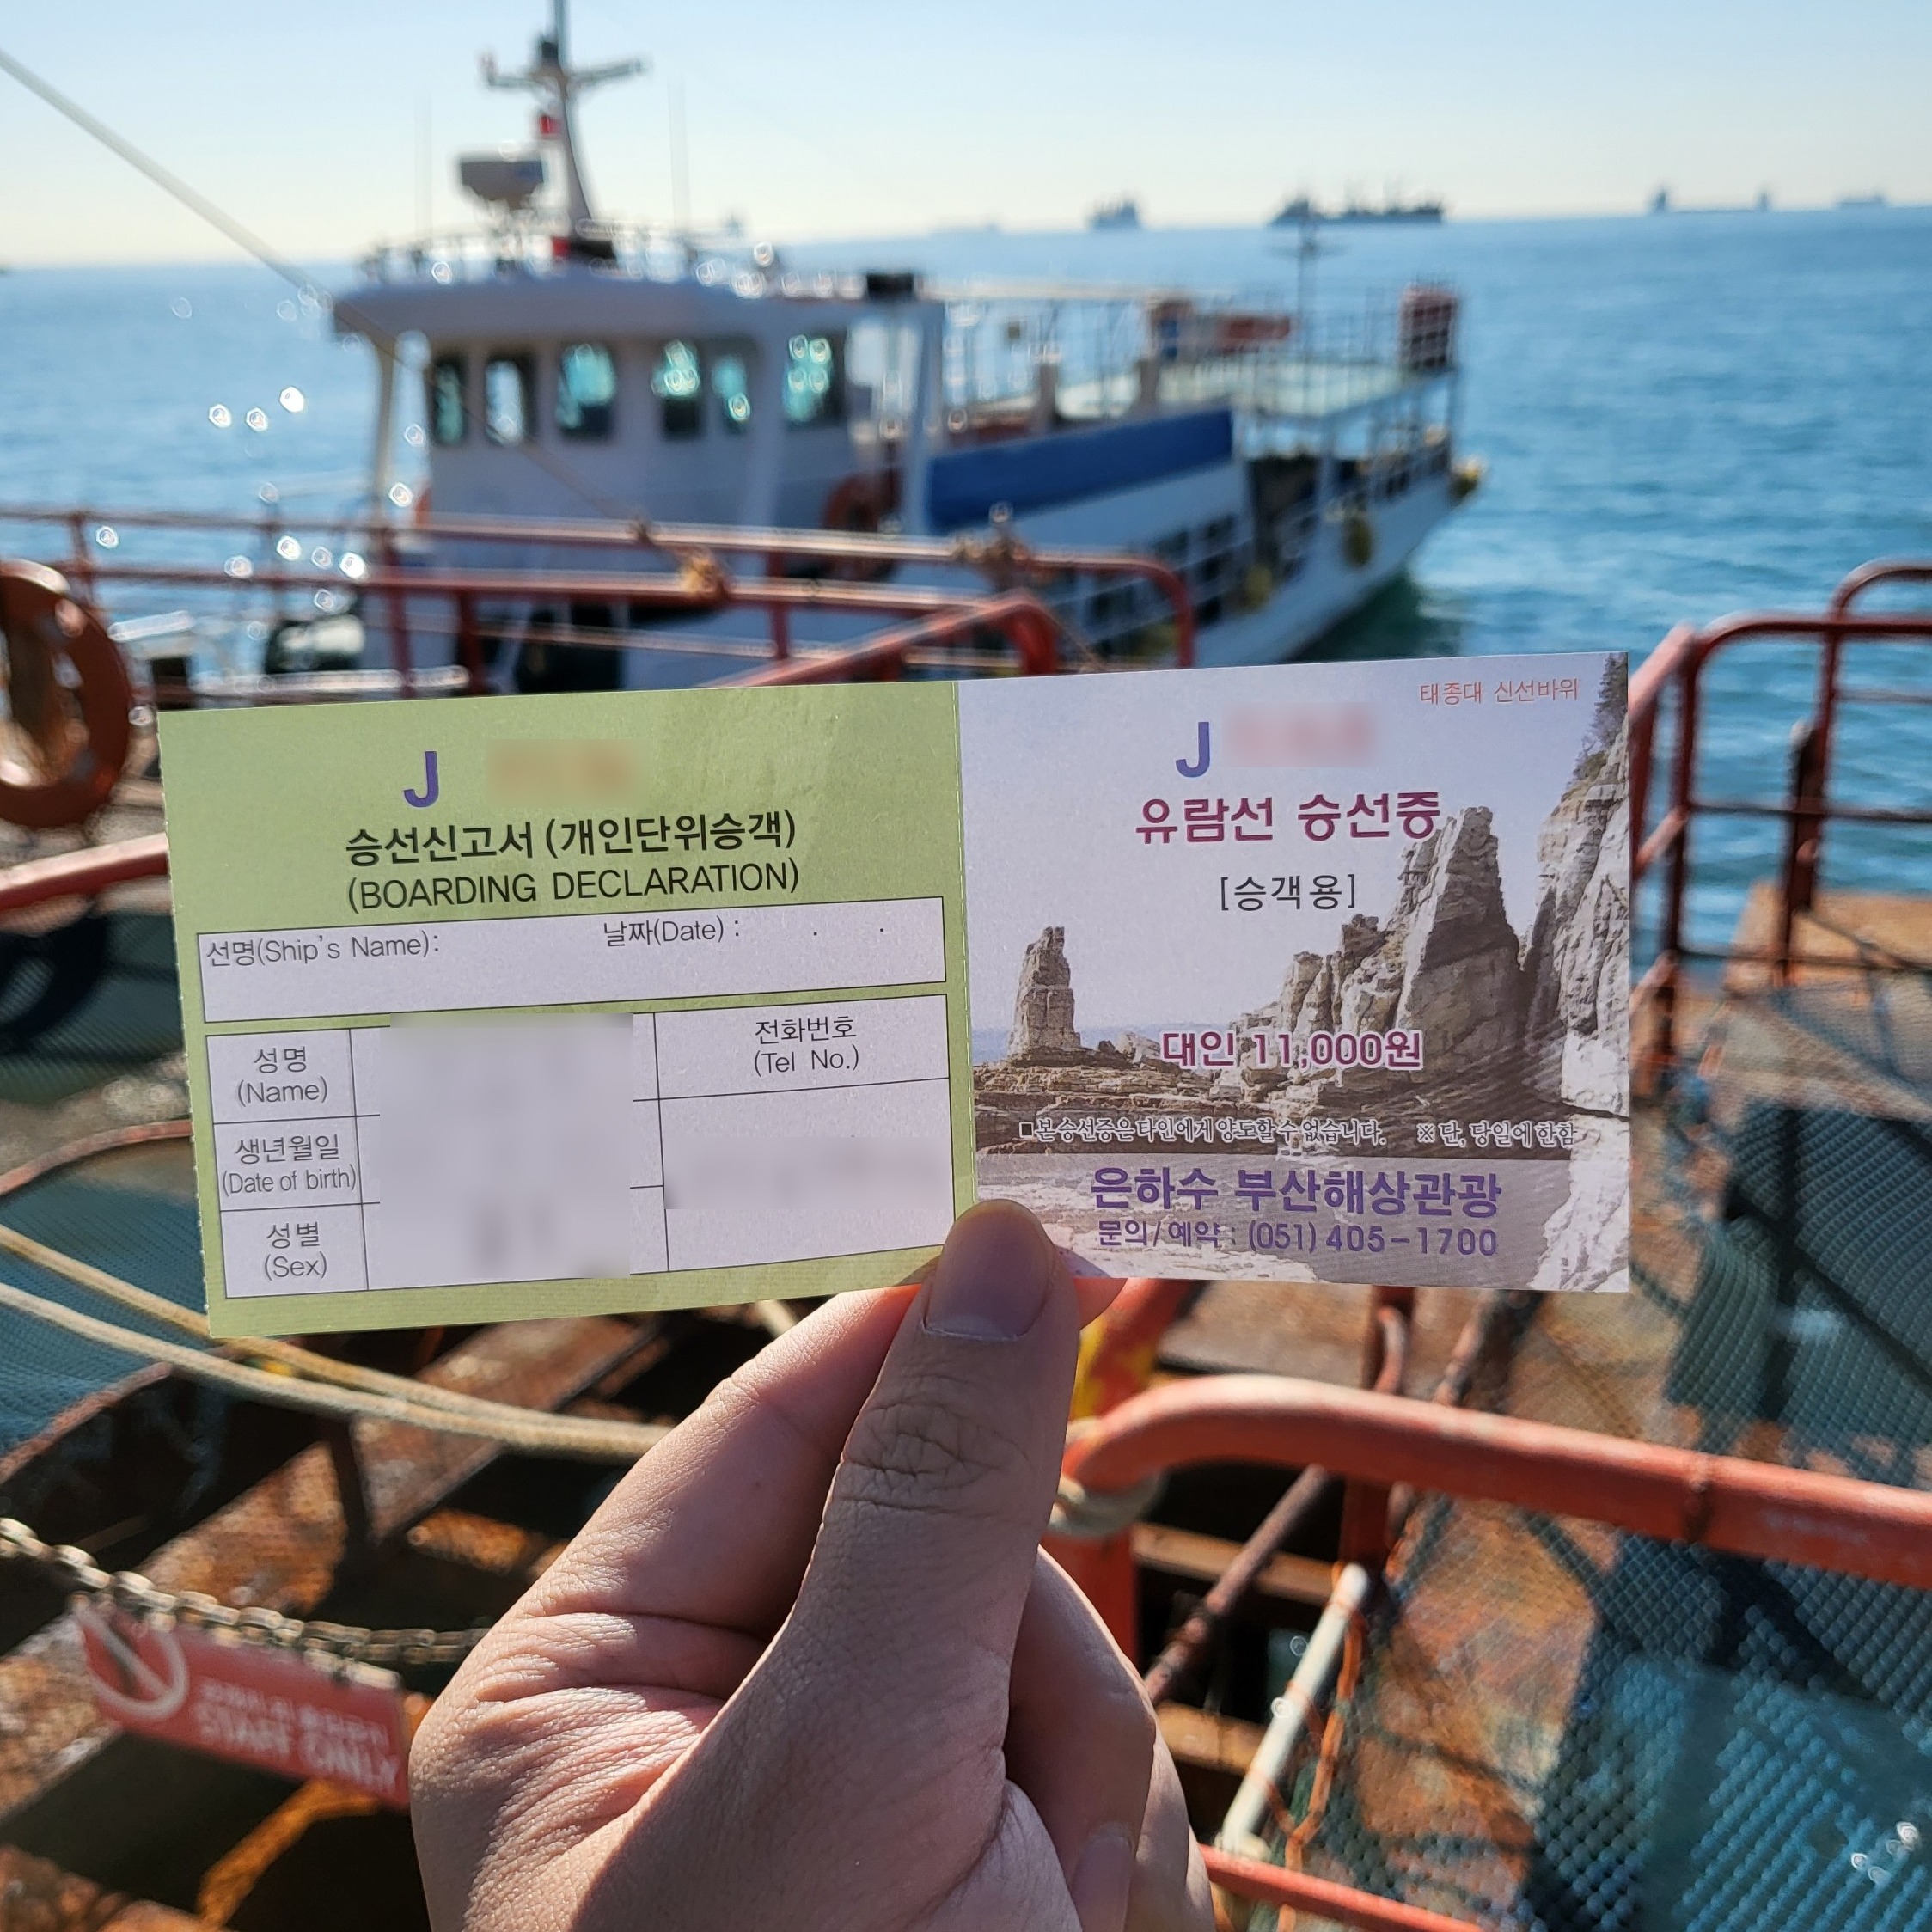 J
승선신고서 (개인단위승객)
(BOARDING DECLARATION)
선명(Ship's Name): 날짜(Date) : . .
성명
(Name)
전화번호
(Tel No.)
생년월일
(Date of birth)
성별
(Sex)
태종대 신선바위
J
유람선 승선증
[승객용]
대인 11,000원
■본 승선증은 타인에게 양도할 수 없습니다. ※ 단, 당일에 한함
은하수 부산해상관광
문의/예약 : (051) 405-1700
STAFF ONLY